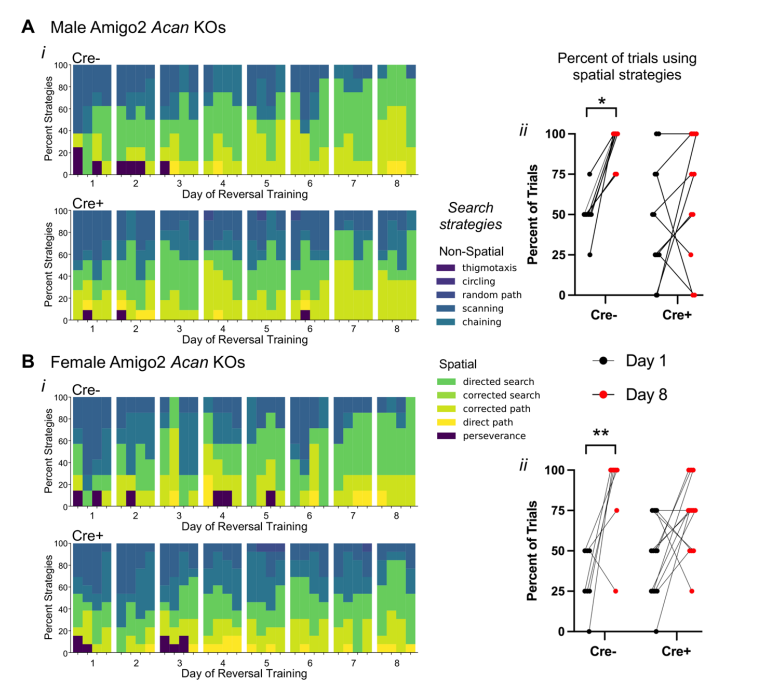 A Male Amigo2 Acan KOs
i
Cre-
Percent Strategies
100
80
60
40
20
0
1 2 3 4 5 6 7 8
Day of Reversal Training
Cre+
Percent Strategies
100
80
60
40
20
0
1 2 3 4 5 6 7 8
Day of Reversal Training
Search
strategies
Non-Spatial
thigmotaxis
circling
random path
scanning
chaining
Percent of trials using
spatial strategies
ii
*
Percent of Trials
100
75
50
25
0
Cre- Cre+
B Female Amigo2 Acan KOs
i
Cre-
Percent Strategies
100
80
60
40
20
0
1 2 3 4 5 6 7 8
Day of Reversal Training
Cre+
Percent Strategies
100
80
60
40
20
0
1 2 3 4 5 6 7 8
Day of Reversal Training
Spatial
directed search
corrected search
corrected path
direct path
perseverance
Day 1
Day 8
ii
**
Percent of Trials
100
75
50
25
0
Cre- Cre+